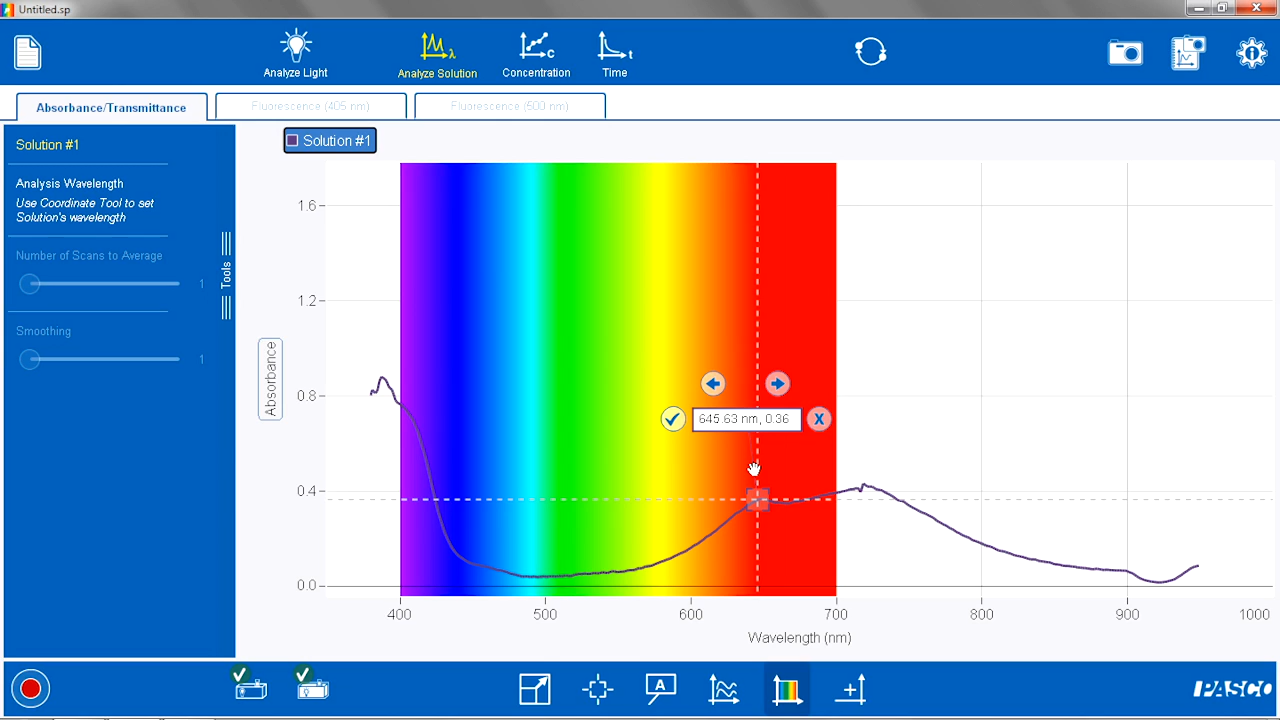 Untitled.sp
Analyze Light
Analyze Solution
λ
Concentration
C
Time
t
Absorbance/Transmittance
Fluorescence (405 nm)
Fluorescence (500 nm)
Solution #1
Analysis Wavelength
Use Coordinate Tool to set
Solution's wavelength
Number of Scans to Average
1
Smoothing
1
Tools
Solution #1
Absorbance
1.6
1.2
0.8
0.4
0.0
645.63 nm, 0.36
X
400
500
600
700
800
900
1000
Wavelength (nm)
A
PASCO